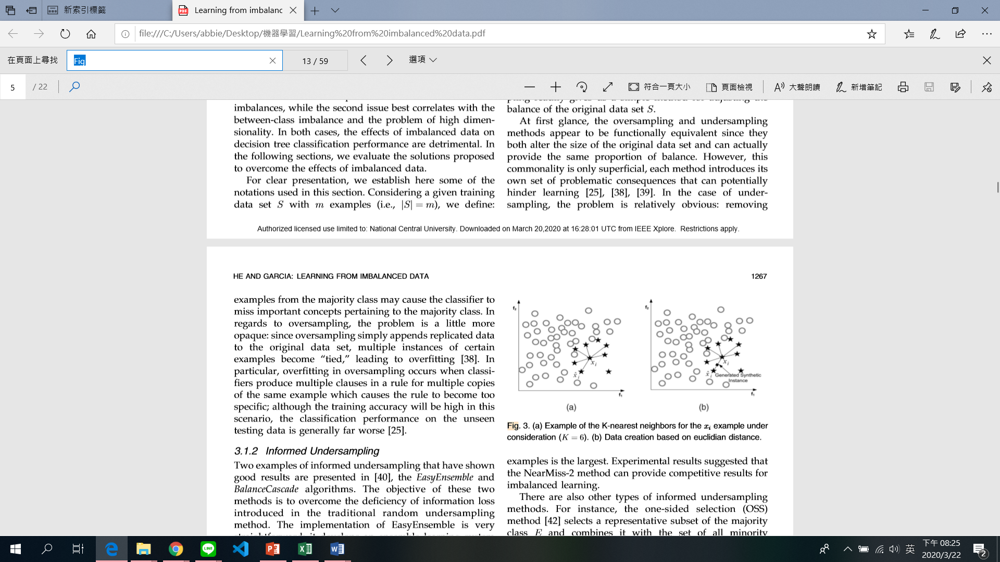 新索引標籤
Learning from imbalanc
file:///C:/Users/abbie/Desktop/機器學習/Learning%20from%20imbalanced%20data.pdf
在頁面上尋找
Fig
13 / 59
選項
5
/ 22
符合一頁大小
頁面檢視
大聲朗讀
新增筆記
imbalances, while the second issue best correlates with the
between-class imbalance and the problem of high dimen-
sionality. In both cases, the effects of imbalanced data on
decision tree classification performance are detrimental. In
the following sections, we evaluate the solutions proposed
to overcome the effects of imbalanced data.
For clear presentation, we establish here some of the
notations used in this section. Considering a given training
data set S with m examples (i.e., |S| = m), we define:
balance of the original data set S.
At first glance, the oversampling and undersampling
methods appear to be functionally equivalent since they
both alter the size of the original data set and can actually
provide the same proportion of balance. However, this
commonality is only superficial, each method introduces its
own set of problematic consequences that can potentially
hinder learning [25], [38], [39]. In the case of under-
sampling, the problem is relatively obvious: removing
Authorized licensed use limited to: National Central University. Downloaded on March 20,2020 at 16:28:01 UTC from IEEE Xplore. Restrictions apply.
HE AND GARCIA: LEARNING FROM IMBALANCED DATA
1267
examples from the majority class may cause the classifier to
miss important concepts pertaining to the majority class. In
regards to oversampling, the problem is a little more
opaque: since oversampling simply appends replicated data
to the original data set, multiple instances of certain
examples become “tied,” leading to overfitting [38]. In
particular, overfitting in oversampling occurs when classi-
fiers produce multiple clauses in a rule for multiple copies
of the same example which causes the rule to become too
specific; although the training accuracy will be high in this
scenario, the classification performance on the unseen
testing data is generally far worse [25].
3.1.2 Informed Undersampling
Two examples of informed undersampling that have shown
good results are presented in [40], the EasyEnsemble and
BalanceCascade algorithms. The objective of these two
methods is to overcome the deficiency of information loss
introduced in the traditional random undersampling
method. The implementation of EasyEnsemble is very
f₂
xᵢ
x̂ᵢ
f₁
(a)
f₂
xᵢ
x̂ᵢ
Generated Synthetic
Instance
f₁
(b)
Fig. 3. (a) Example of the K-nearest neighbors for the xᵢ example under
consideration (K = 6). (b) Data creation based on euclidian distance.
examples is the largest. Experimental results suggested that
the NearMiss-2 method can provide competitive results for
imbalanced learning.
There are also other types of informed undersampling
methods. For instance, the one-sided selection (OSS)
method [42] selects a representative subset of the majority
class E and combines it with the set of all minority
英
下午 08:25
2020/3/22
2